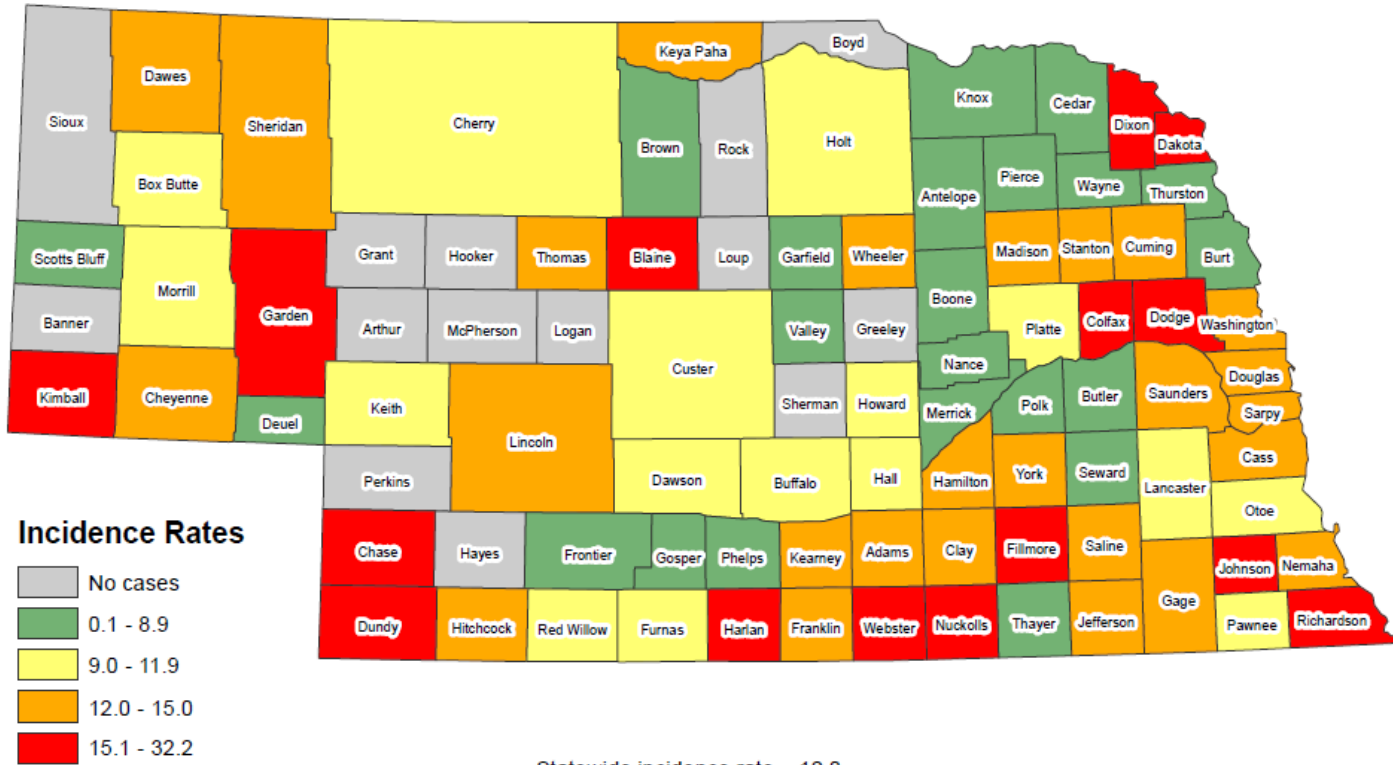 Boyd
Keya Paha
Dawes
Knox
Cedar
Sioux
Sheridan
Cherry
Dixon
Holt
Brown
Rock
Dakota
Box Butte
Pierce
Wayne
Thurston
Antelope
Grant
Hooker
Thomas
Blaine
Loup
Garfield
Wheeler
Madison
Stanton
Cuming
Scotts Bluff
Burt
Morrill
Boone
Garden
Banner
Arthur
McPherson
Logan
Valley
Greeley
Platte
Colfax
Dodge
Washington
Custer
Nance
Douglas
Kimball
Cheyenne
Keith
Sherman
Howard
Merrick
Polk
Butler
Saunders
Sarpy
Deuel
Lincoln
Cass
Perkins
Dawson
Buffalo
Hall
Hamilton
York
Seward
Lancaster
Otoe
Incidence Rates
Chase
Hayes
Frontier
Gosper
Phelps
Kearney
Adams
Clay
Fillmore
Saline
Johnson
Nemaha
No cases
0.1 - 8.9
Dundy
Hitchcock
Red Willow
Furnas
Harlan
Franklin
Webster
Nuckolls
Thayer
Jefferson
Gage
Pawnee
Richardson
9.0 - 11.9
12.0 - 15.0
15.1 - 32.2
Statewide incidence rate